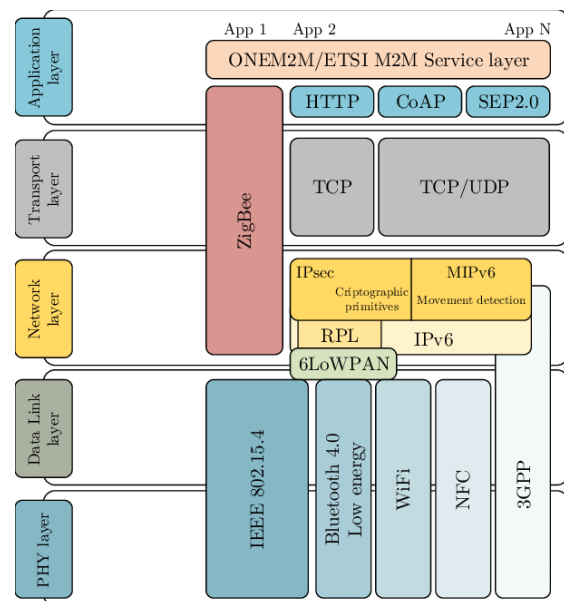 App 1 App 2 App N
Application
layer
ONEM2M/ETSI M2M Service layer
HTTP CoAP SEP2.0
Transport
layer
ZigBee
TCP TCP/UDP
Network
layer
IPsec
Criptographic
primitives
MIPv6
Movement detection
RPL IPv6
6LoWPAN
Data Link
layer
PHY layer
IEEE 802.15.4
Bluetooth 4.0
Low energy
WiFi
NFC
3GPP